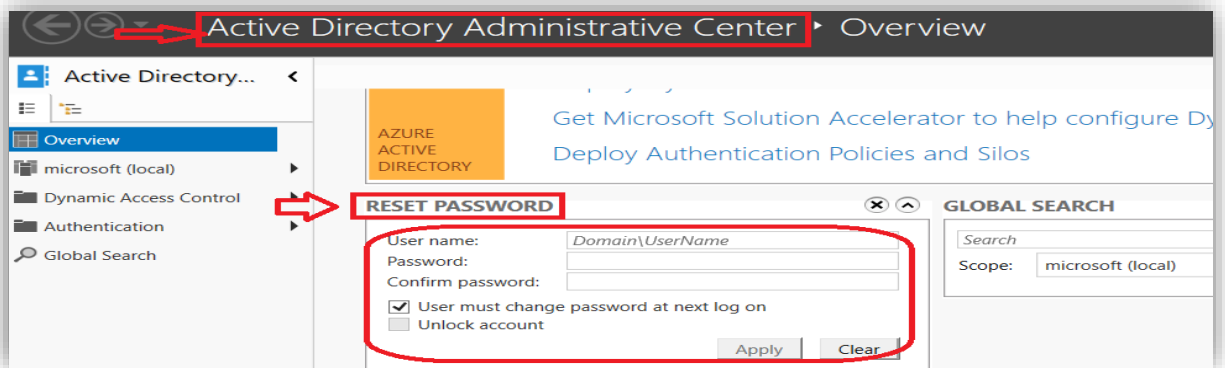 Active Directory Administrative Center • Overview
Active Directory...
Overview
microsoft (local)
Dynamic Access Control
Authentication
Global Search
AZURE
ACTIVE
DIRECTORY
Get Microsoft Solution Accelerator to help configure Dy
Deploy Authentication Policies and Silos
RESET PASSWORD
User name: Domain\UserName
Password:
Confirm password:
User must change password at next log on
Unlock account
Apply Clear
GLOBAL SEARCH
Search
Scope: microsoft (local)